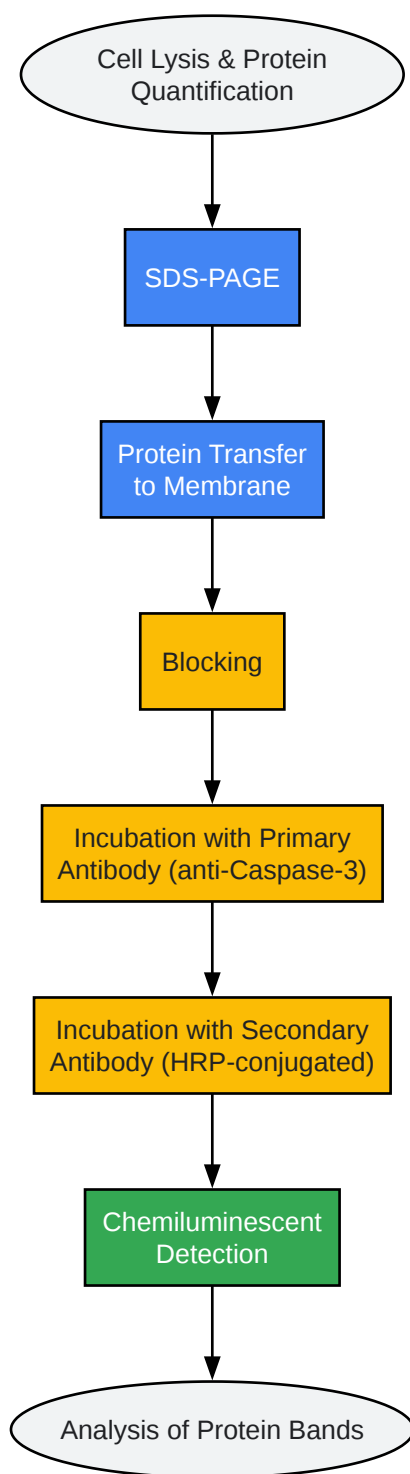 Cell Lysis & Protein
Quantification
SDS-PAGE
Protein Transfer
to Membrane
Blocking
Incubation with Primary
Antibody (anti-Caspase-3)
Incubation with Secondary
Antibody (HRP-conjugated)
Chemiluminescent
Detection
Analysis of Protein Bands